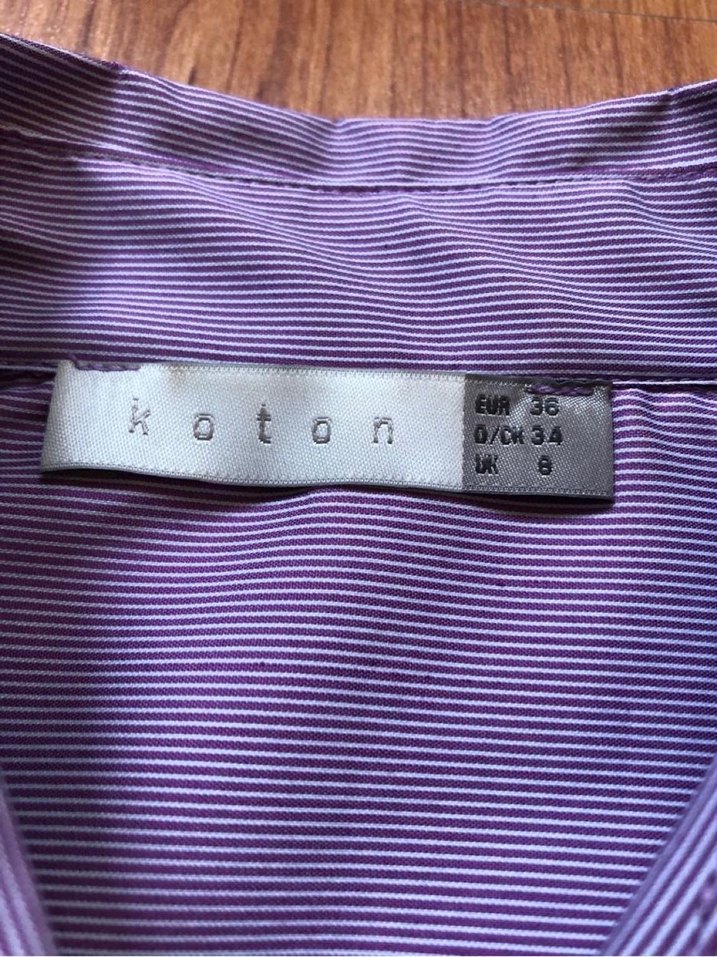 koton
EUR 36
D/CH 34
UK 8